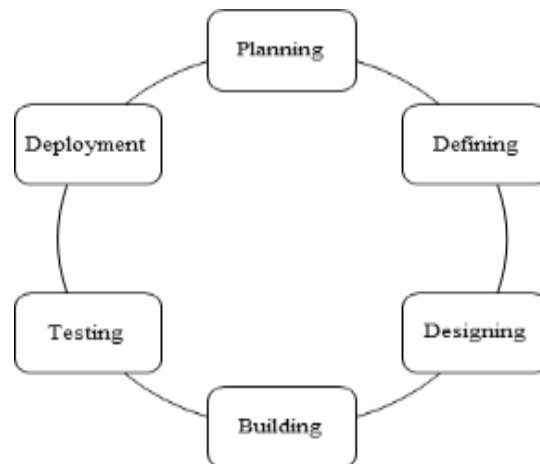 Planning
Defining
Designing
Building
Testing
Deployment